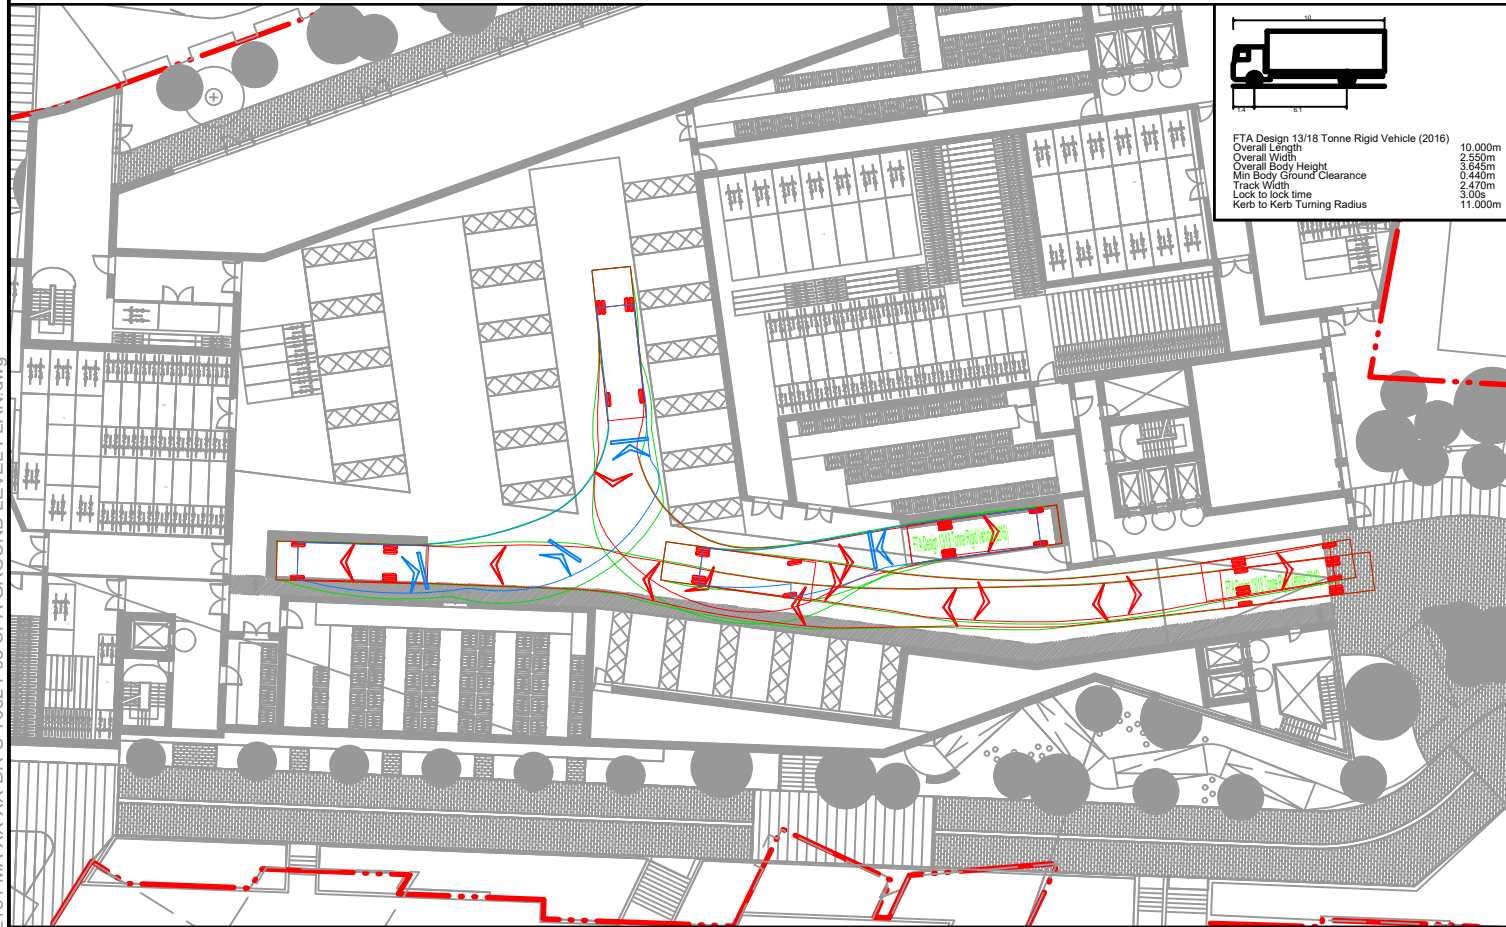 10
1.4
6.1
FTA Design 13/18 Tonne Rigid Vehicle (2016)
Overall Length 10.000m
Overall Width 2.550m
Overall Body Height 3.645m
Min Body Ground Clearance 0.440m
Track Width 2.470m
Lock to lock time 3.00s
Kerb to Kerb Turning Radius 11.000m